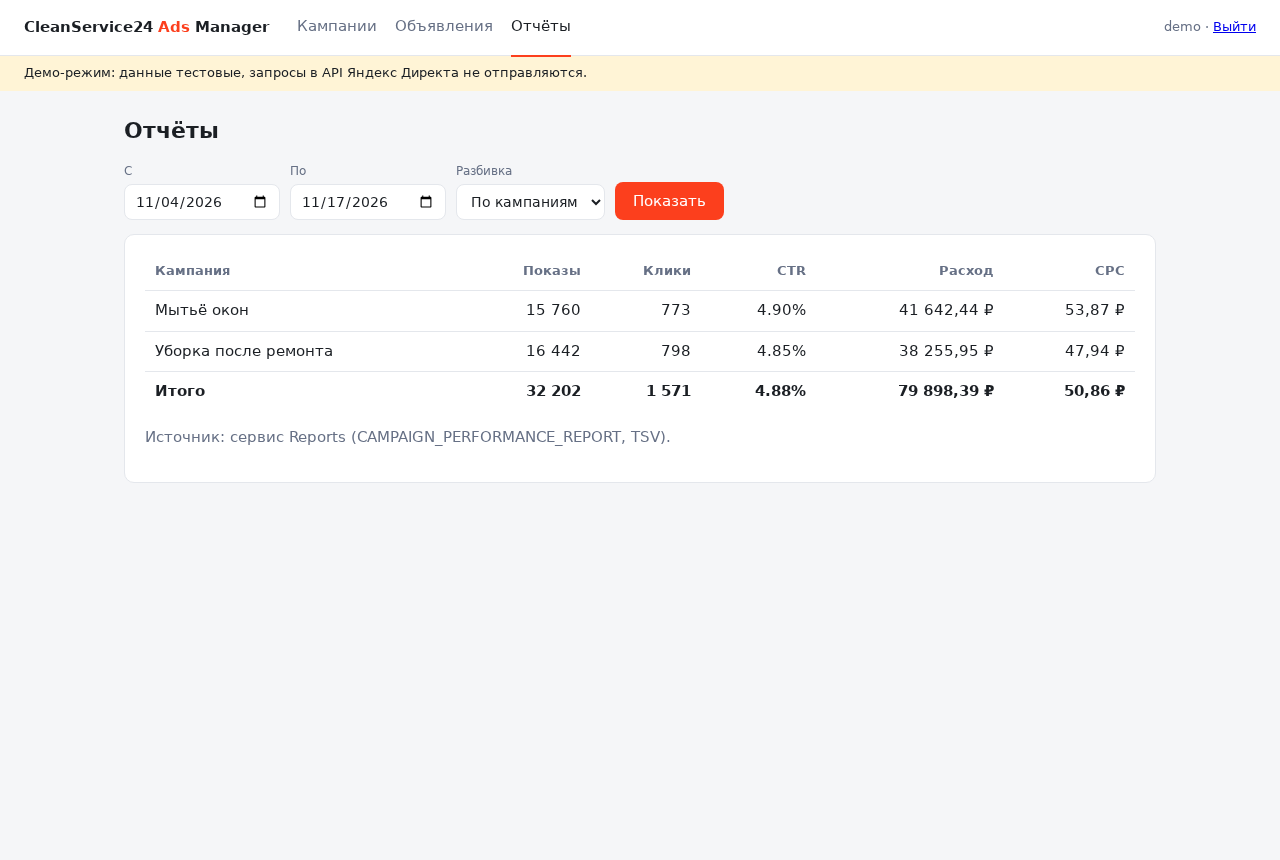 CleanService24 Ads Manager Кампании Объявления Отчёты demo · Выйти
Демо-режим: данные тестовые, запросы в API Яндекс Директа не отправляются.
Отчёты
С По Разбивка
11/04/2026 11/17/2026 По кампаниям Показать
Кампания Показы Клики CTR Расход CPC
Мытьё окон 15 760 773 4.90% 41 642,44 ₽ 53,87 ₽
Уборка после ремонта 16 442 798 4.85% 38 255,95 ₽ 47,94 ₽
Итого 32 202 1 571 4.88% 79 898,39 ₽ 50,86 ₽
Источник: сервис Reports (CAMPAIGN_PERFORMANCE_REPORT, TSV).